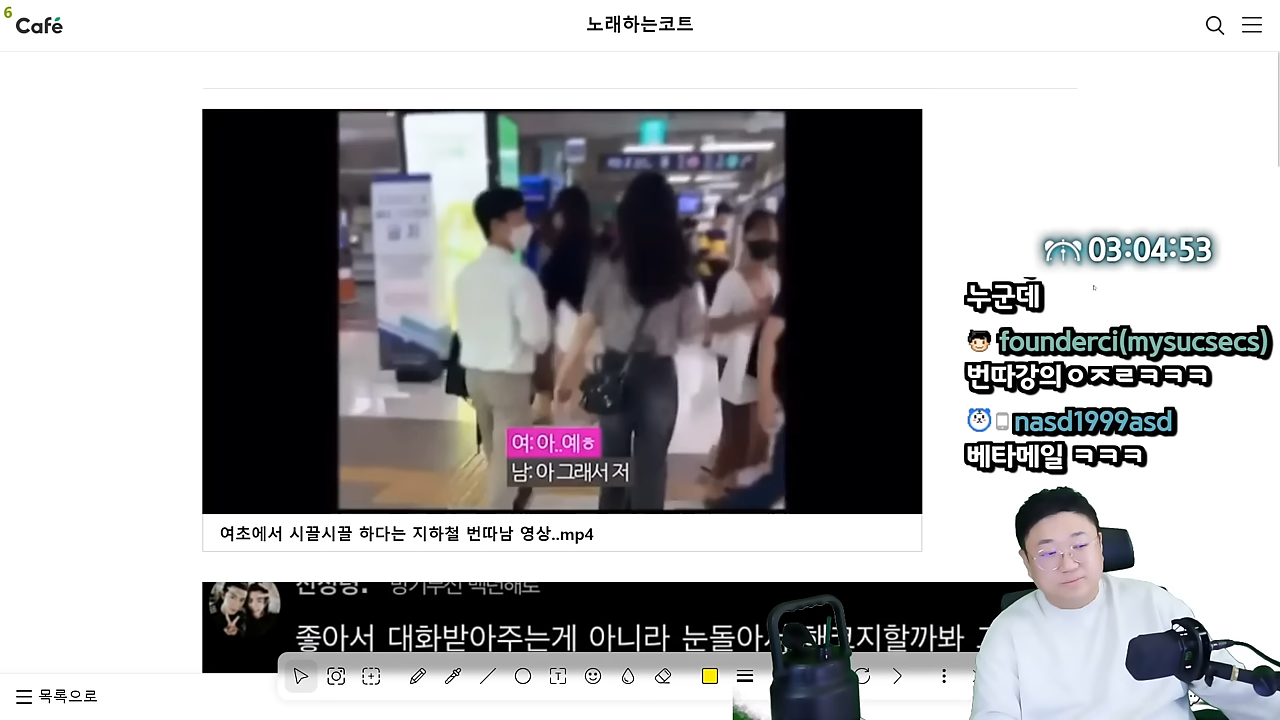 6
Café
노래하는코트
03:04:53
누군데
founderci(mysucsecs)
번따강의ㅇㅈㄹㅋㅋㅋ
nasd1999asd
베타메일 ㅋㅋㅋ
여: 아..예ㅎ
남: 아 그래서 저
여초에서 시끌시끌 하다는 지하철 번따남 영상..mp4
좋아서 대화받아주는게 아니라 눈돌아서
목록으로